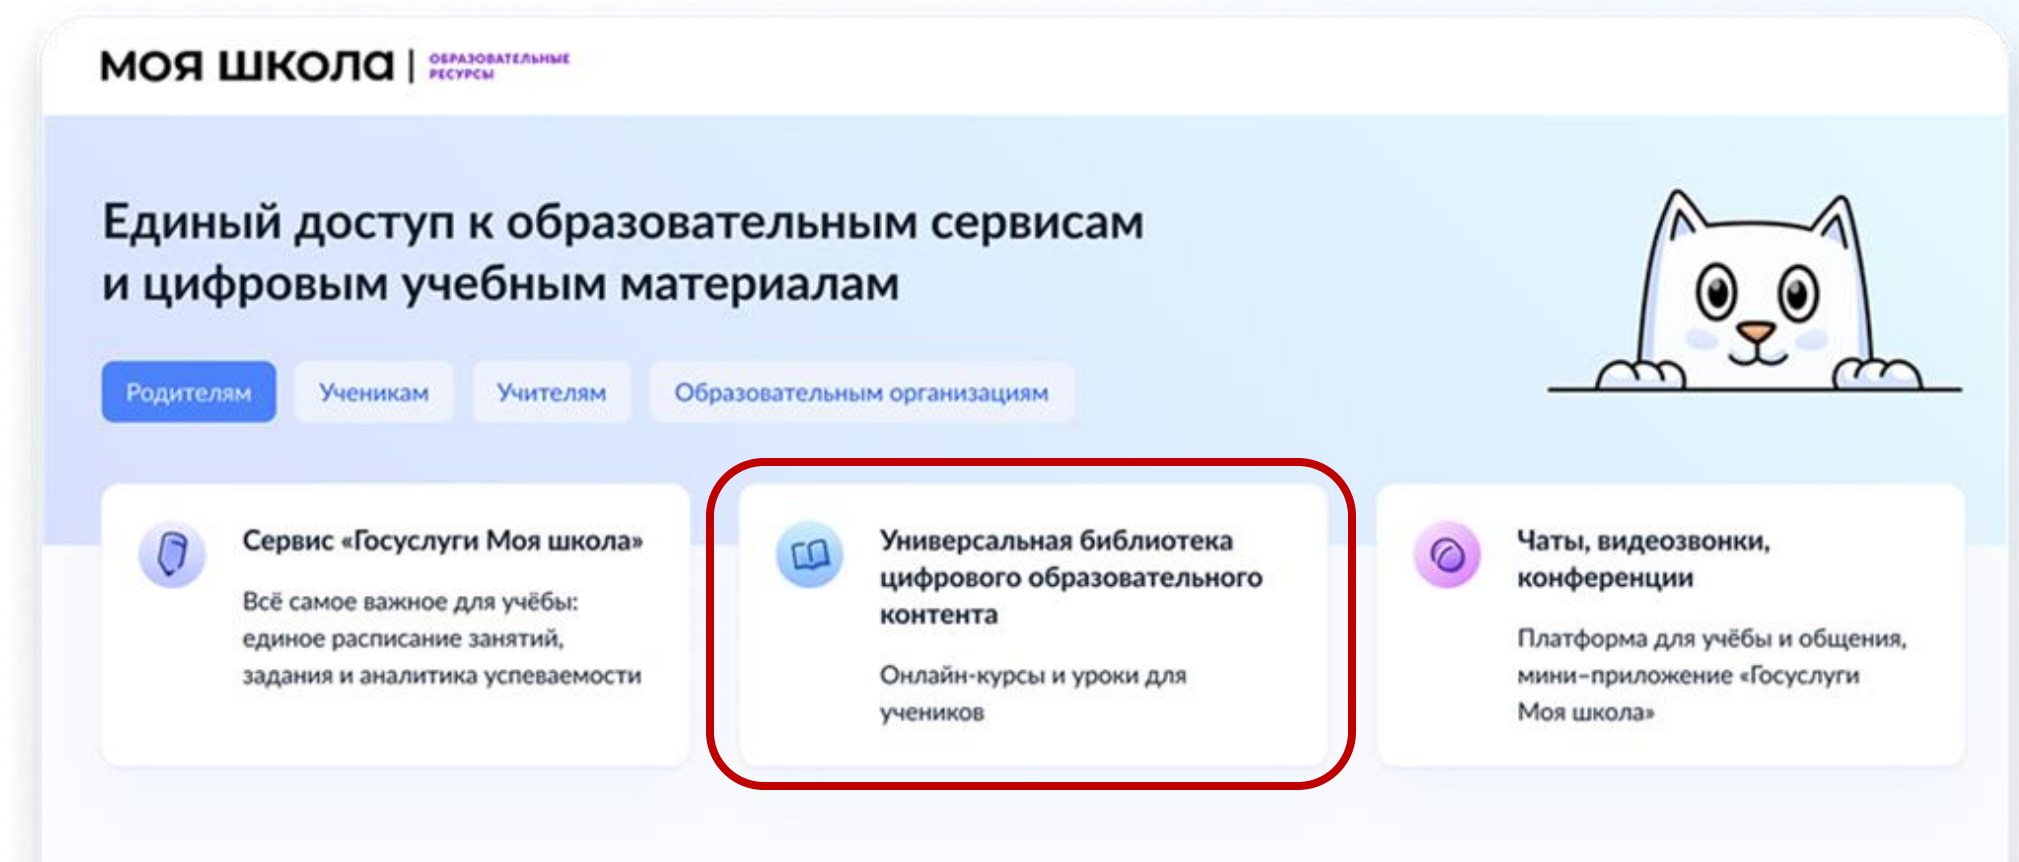 моя школа | ОБРАЗОВАТЕЛЬНЫЕ
РЕСУРСЫ
Единый доступ к образовательным сервисам
и цифровым учебным материалам
Родителям
Ученикам
Учителям
Образовательным организациям
Сервис «Госуслуги Моя школа»
Всё самое важное для учёбы:
единое расписание занятий,
задания и аналитика успеваемости
Универсальная библиотека
цифрового образовательного
контента
Онлайн-курсы и уроки для
учеников
Чаты, видеозвонки,
конференции
Платформа для учёбы и общения,
мини-приложение «Госуслуги
Моя школа»